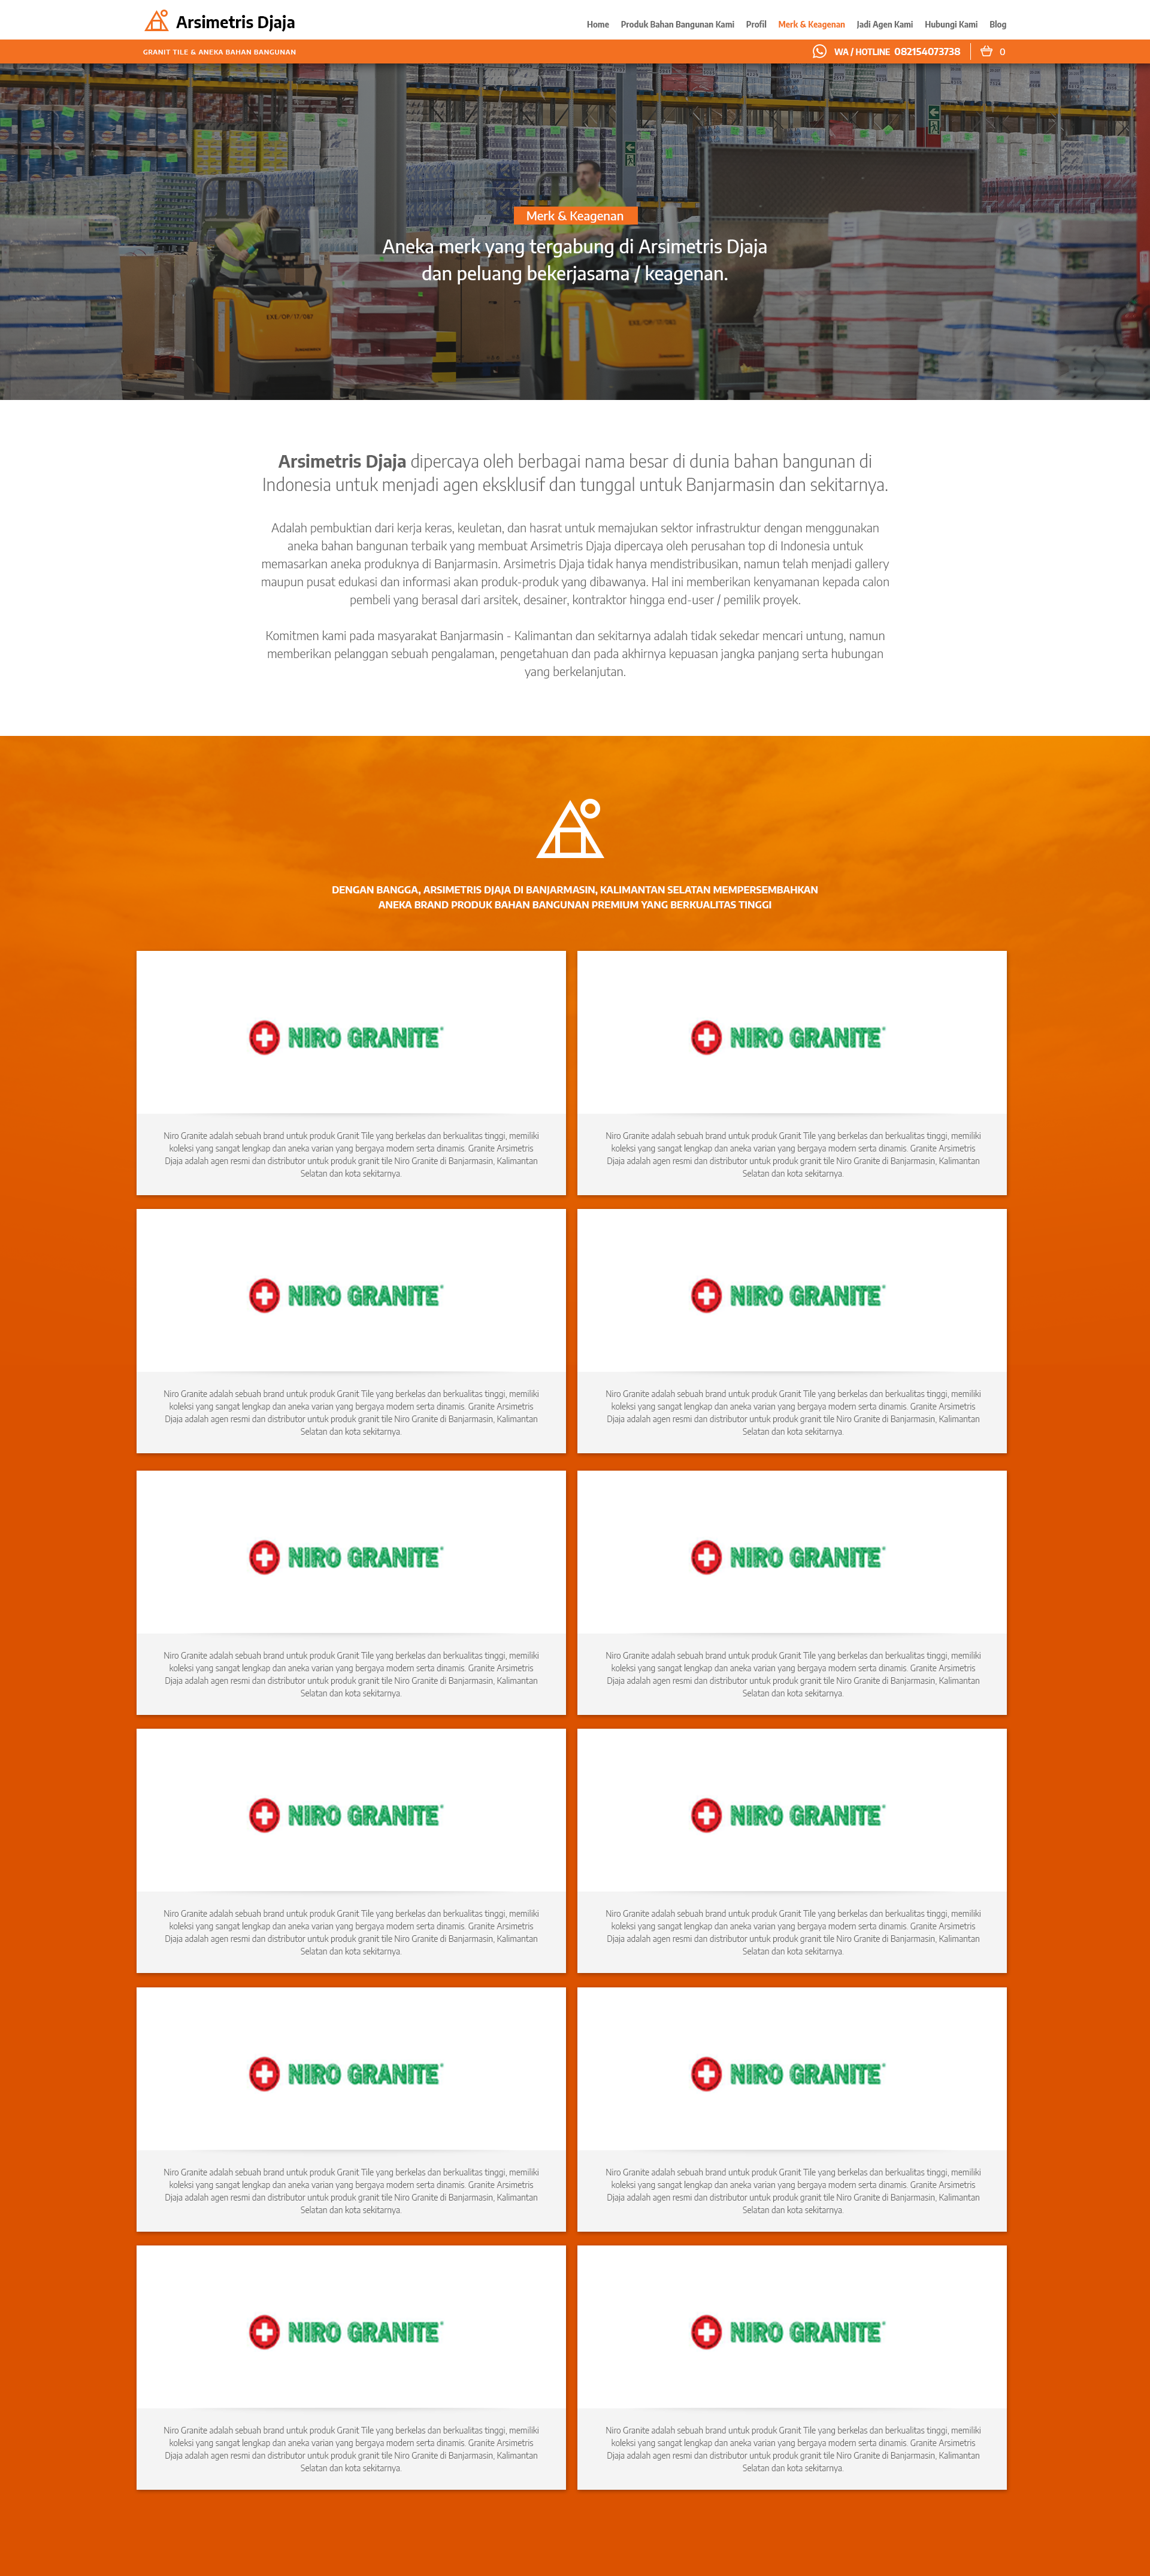 Arsimetris Djaja
Home Produk Bahan Bangunan Kami Profil Merk & Keagenan Jadi Agen Kami Hubungi Kami Blog
GRANIT TILE & ANEKA BAHAN BANGUNAN
WA / HOTLINE 082154073738 0
Merk & Keagenan
Aneka merk yang tergabung di Arsimetris Djaja
dan peluang bekerjasama / keagenan.
Arsimetris Djaja dipercaya oleh berbagai nama besar di dunia bahan bangunan di
Indonesia untuk menjadi agen eksklusif dan tunggal untuk Banjarmasin dan sekitarnya.
Adalah pembuktian dari kerja keras, keuletan, dan hasrat untuk memajukan sektor infrastruktur dengan menggunakan
aneka bahan bangunan terbaik yang membuat Arsimetris Djaja dipercaya oleh perusahan top di Indonesia untuk
memasarkan aneka produknya di Banjarmasin. Arsimetris Djaja tidak hanya mendistribusikan, namun telah menjadi gallery
maupun pusat edukasi dan informasi akan produk-produk yang dibawanya. Hal ini memberikan kenyamanan kepada calon
pembeli yang berasal dari arsitek, desainer, kontraktor hingga end-user / pemilik proyek.
Komitmen kami pada masyarakat Banjarmasin - Kalimantan dan sekitarnya adalah tidak sekedar mencari untung, namun
memberikan pelanggan sebuah pengalaman, pengetahuan dan pada akhirnya kepuasan jangka panjang serta hubungan
yang berkelanjutan.
DENGAN BANGGA, ARSIMETRIS DJAJA DI BANJARMASIN, KALIMANTAN SELATAN MEMPERSEMBAHKAN
ANEKA BRAND PRODUK BAHAN BANGUNAN PREMIUM YANG BERKUALITAS TINGGI
NIRO GRANITE
Niro Granite adalah sebuah brand untuk produk Granit Tile yang berkelas dan berkualitas tinggi, memiliki
koleksi yang sangat lengkap dan aneka varian yang bergaya modern serta dinamis. Granite Arsimetris
Djaja adalah agen resmi dan distributor untuk produk granit tile Niro Granite di Banjarmasin, Kalimantan
Selatan dan kota sekitarnya.
NIRO GRANITE
Niro Granite adalah sebuah brand untuk produk Granit Tile yang berkelas dan berkualitas tinggi, memiliki
koleksi yang sangat lengkap dan aneka varian yang bergaya modern serta dinamis. Granite Arsimetris
Djaja adalah agen resmi dan distributor untuk produk granit tile Niro Granite di Banjarmasin, Kalimantan
Selatan dan kota sekitarnya.
NIRO GRANITE
Niro Granite adalah sebuah brand untuk produk Granit Tile yang berkelas dan berkualitas tinggi, memiliki
koleksi yang sangat lengkap dan aneka varian yang bergaya modern serta dinamis. Granite Arsimetris
Djaja adalah agen resmi dan distributor untuk produk granit tile Niro Granite di Banjarmasin, Kalimantan
Selatan dan kota sekitarnya.
NIRO GRANITE
Niro Granite adalah sebuah brand untuk produk Granit Tile yang berkelas dan berkualitas tinggi, memiliki
koleksi yang sangat lengkap dan aneka varian yang bergaya modern serta dinamis. Granite Arsimetris
Djaja adalah agen resmi dan distributor untuk produk granit tile Niro Granite di Banjarmasin, Kalimantan
Selatan dan kota sekitarnya.
NIRO GRANITE
Niro Granite adalah sebuah brand untuk produk Granit Tile yang berkelas dan berkualitas tinggi, memiliki
koleksi yang sangat lengkap dan aneka varian yang bergaya modern serta dinamis. Granite Arsimetris
Djaja adalah agen resmi dan distributor untuk produk granit tile Niro Granite di Banjarmasin, Kalimantan
Selatan dan kota sekitarnya.
NIRO GRANITE
Niro Granite adalah sebuah brand untuk produk Granit Tile yang berkelas dan berkualitas tinggi, memiliki
koleksi yang sangat lengkap dan aneka varian yang bergaya modern serta dinamis. Granite Arsimetris
Djaja adalah agen resmi dan distributor untuk produk granit tile Niro Granite di Banjarmasin, Kalimantan
Selatan dan kota sekitarnya.
NIRO GRANITE
Niro Granite adalah sebuah brand untuk produk Granit Tile yang berkelas dan berkualitas tinggi, memiliki
koleksi yang sangat lengkap dan aneka varian yang bergaya modern serta dinamis. Granite Arsimetris
Djaja adalah agen resmi dan distributor untuk produk granit tile Niro Granite di Banjarmasin, Kalimantan
Selatan dan kota sekitarnya.
NIRO GRANITE
Niro Granite adalah sebuah brand untuk produk Granit Tile yang berkelas dan berkualitas tinggi, memiliki
koleksi yang sangat lengkap dan aneka varian yang bergaya modern serta dinamis. Granite Arsimetris
Djaja adalah agen resmi dan distributor untuk produk granit tile Niro Granite di Banjarmasin, Kalimantan
Selatan dan kota sekitarnya.
NIRO GRANITE
Niro Granite adalah sebuah brand untuk produk Granit Tile yang berkelas dan berkualitas tinggi, memiliki
koleksi yang sangat lengkap dan aneka varian yang bergaya modern serta dinamis. Granite Arsimetris
Djaja adalah agen resmi dan distributor untuk produk granit tile Niro Granite di Banjarmasin, Kalimantan
Selatan dan kota sekitarnya.
NIRO GRANITE
Niro Granite adalah sebuah brand untuk produk Granit Tile yang berkelas dan berkualitas tinggi, memiliki
koleksi yang sangat lengkap dan aneka varian yang bergaya modern serta dinamis. Granite Arsimetris
Djaja adalah agen resmi dan distributor untuk produk granit tile Niro Granite di Banjarmasin, Kalimantan
Selatan dan kota sekitarnya.
NIRO GRANITE
Niro Granite adalah sebuah brand untuk produk Granit Tile yang berkelas dan berkualitas tinggi, memiliki
koleksi yang sangat lengkap dan aneka varian yang bergaya modern serta dinamis. Granite Arsimetris
Djaja adalah agen resmi dan distributor untuk produk granit tile Niro Granite di Banjarmasin, Kalimantan
Selatan dan kota sekitarnya.
NIRO GRANITE
Niro Granite adalah sebuah brand untuk produk Granit Tile yang berkelas dan berkualitas tinggi, memiliki
koleksi yang sangat lengkap dan aneka varian yang bergaya modern serta dinamis. Granite Arsimetris
Djaja adalah agen resmi dan distributor untuk produk granit tile Niro Granite di Banjarmasin, Kalimantan
Selatan dan kota sekitarnya.